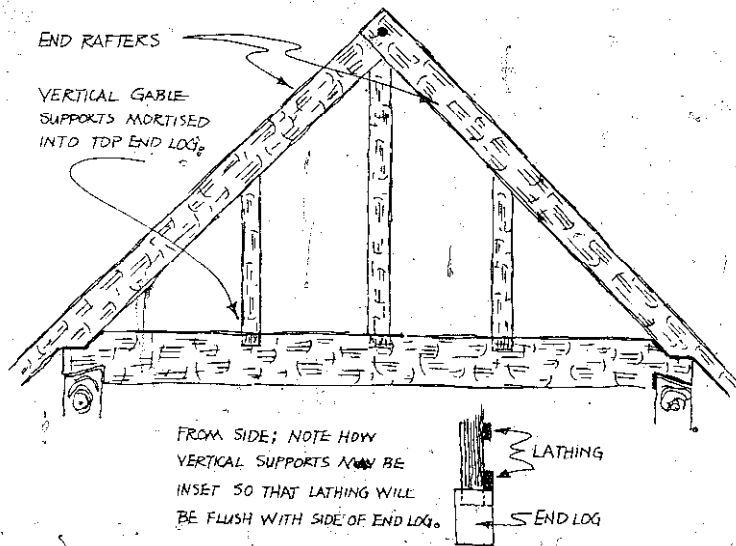 END RAFTERS
VERTICAL GABLE
SUPPORTS MORTISED
INTO TOP END LOG.
FROM SIDE; NOTE HOW
VERTICAL SUPPORTS MAY BE
INSET SO THAT LATHING WILL
BE FLUSH WITH SIDE OF END LOG.
LATHING
END LOG